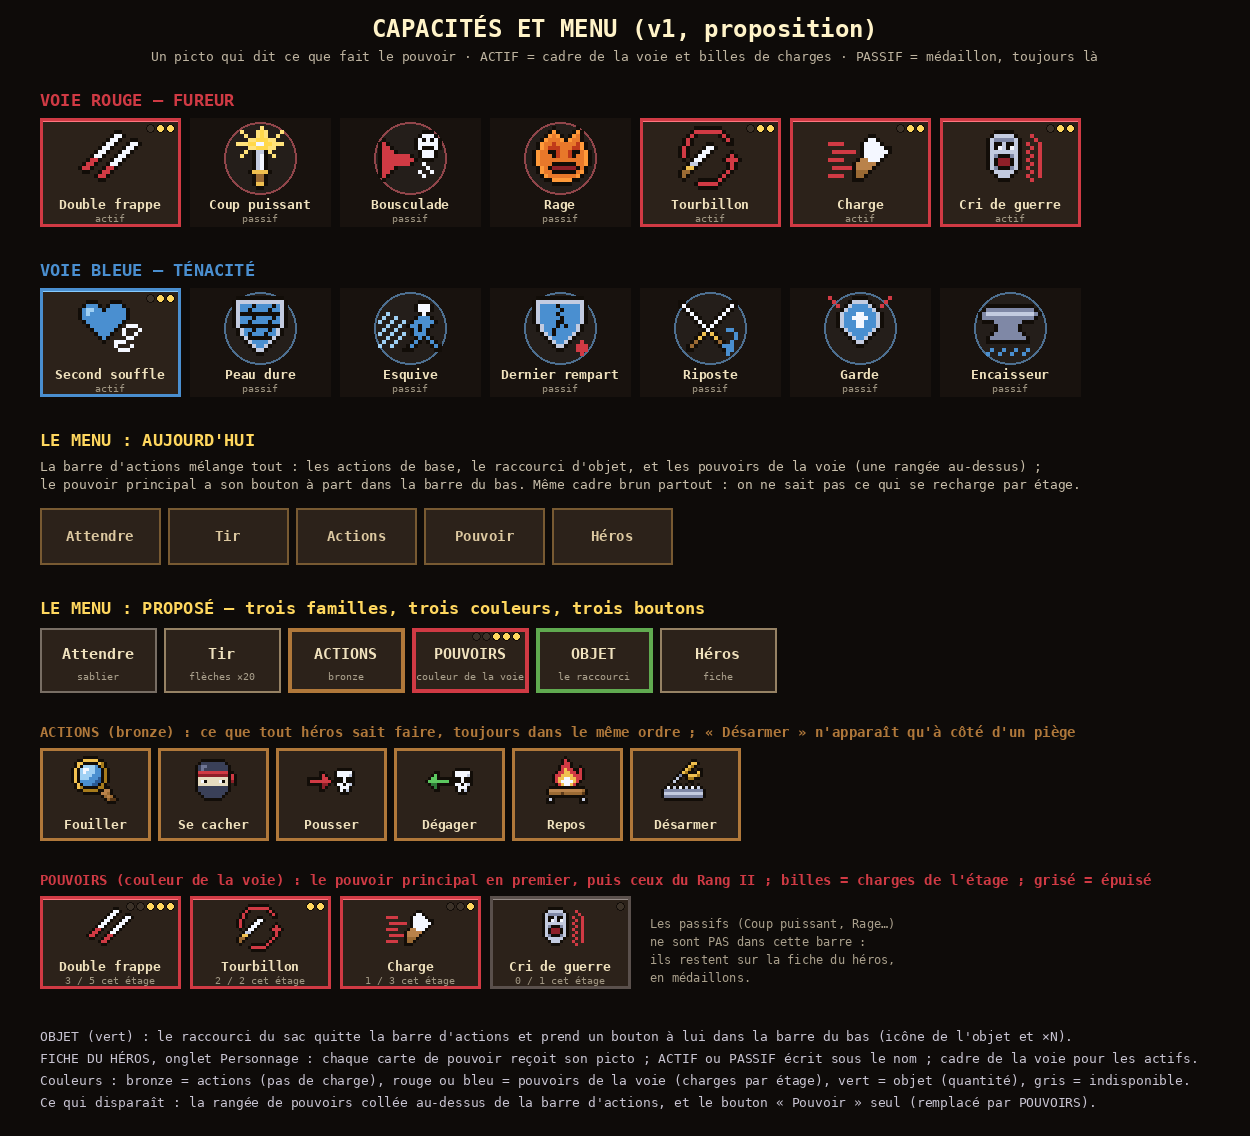 CAPACITÉS ET MENU (v1, proposition)
Un picto qui dit ce que fait le pouvoir · ACTIF = cadre de la voie et billes de charges · PASSIF = médaillon, toujours là
VOIE ROUGE — FUREUR
Double frappe
actif
Coup puissant
passif
Bousculade
passif
Rage
passif
Tourbillon
actif
Charge
actif
Cri de guerre
actif
VOIE BLEUE — TÉNACITÉ
Second souffle
actif
Peau dure
passif
Esquive
passif
Dernier rempart
passif
Riposte
passif
Garde
passif
Encaisseur
passif
LE MENU : AUJOURD'HUI
La barre d'actions mélange tout : les actions de base, le raccourci d'objet, et les pouvoirs de la voie (une rangée au-dessus) ;
le pouvoir principal a son bouton à part dans la barre du bas. Même cadre brun partout : on ne sait pas ce qui se recharge par étage.
Attendre
Tir
Actions
Pouvoir
Héros
LE MENU : PROPOSÉ — trois familles, trois couleurs, trois boutons
Attendre
sablier
Tir
flèches x20
ACTIONS
bronze
POUVOIRS
couleur de la voie
OBJET
le raccourci
Héros
fiche
ACTIONS (bronze) : ce que tout héros sait faire, toujours dans le même ordre ; « Désarmer » n'apparaît qu'à côté d'un piège
Fouiller
Se cacher
Pousser
Dégager
Repos
Désarmer
POUVOIRS (couleur de la voie) : le pouvoir principal en premier, puis ceux du Rang II ; billes = charges de l'étage ; grisé = épuisé
Double frappe
3 / 5 cet étage
Tourbillon
2 / 2 cet étage
Charge
1 / 3 cet étage
Cri de guerre
0 / 1 cet étage
Les passifs (Coup puissant, Rage…)
ne sont PAS dans cette barre :
ils restent sur la fiche du héros,
en médaillons.
OBJET (vert) : le raccourci du sac quitte la barre d'actions et prend un bouton à lui dans la barre du bas (icône de l'objet et ×N).
FICHE DU HÉROS, onglet Personnage : chaque carte de pouvoir reçoit son picto ; ACTIF ou PASSIF écrit sous le nom ; cadre de la voie pour les actifs.
Couleurs : bronze = actions (pas de charge), rouge ou bleu = pouvoirs de la voie (charges par étage), vert = objet (quantité), gris = indisponible.
Ce qui disparaît : la rangée de pouvoirs collée au-dessus de la barre d'actions, et le bouton « Pouvoir » seul (remplacé par POUVOIRS).